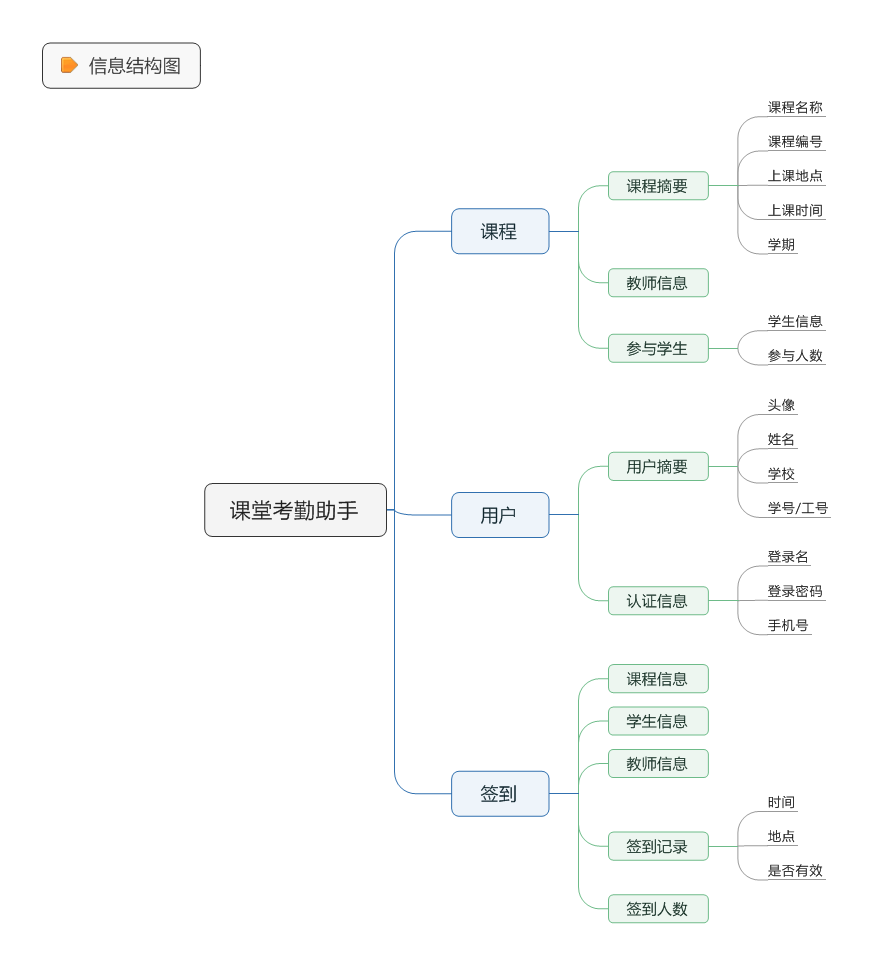 信息结构图
课堂考勤助手
课程
课程摘要
课程名称
课程编号
上课地点
上课时间
学期
教师信息
参与学生
学生信息
参与人数
用户
用户摘要
头像
姓名
学校
学号/工号
认证信息
登录名
登录密码
手机号
签到
课程信息
学生信息
教师信息
签到记录
时间
地点
是否有效
签到人数